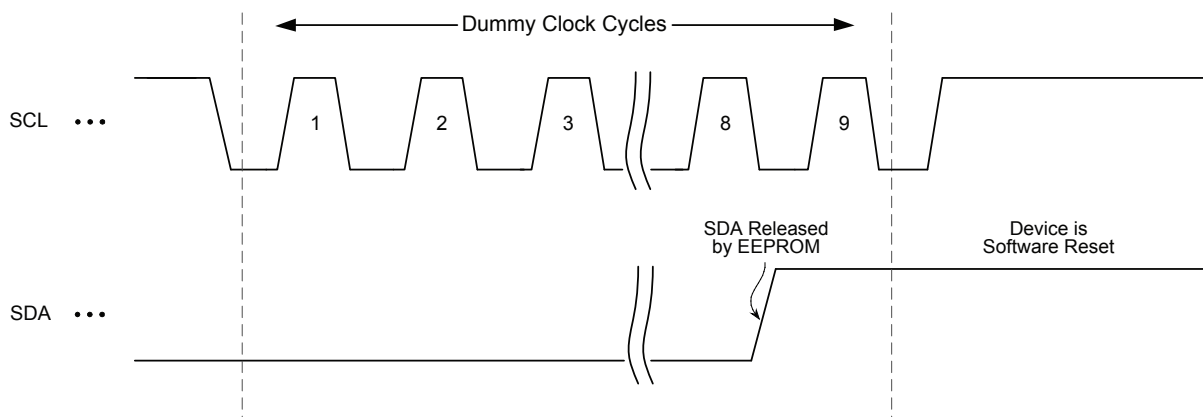 Dummy Clock Cycles
SCL •••
1 2 3 8 9
SDA Released
by EEPROM
Device is
Software Reset
SDA •••